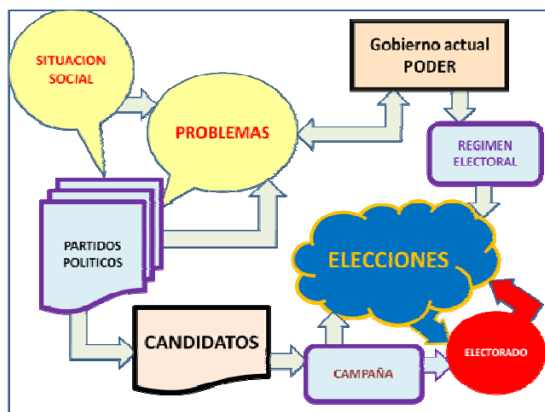 SITUACION
SOCIAL
Gobierno actual
PODER
PROBLEMAS
REGIMEN
ELECTORAL
PARTIDOS
POLITICOS
ELECCIONES
CANDIDATOS
CAMPAÑA
ELECTORADO